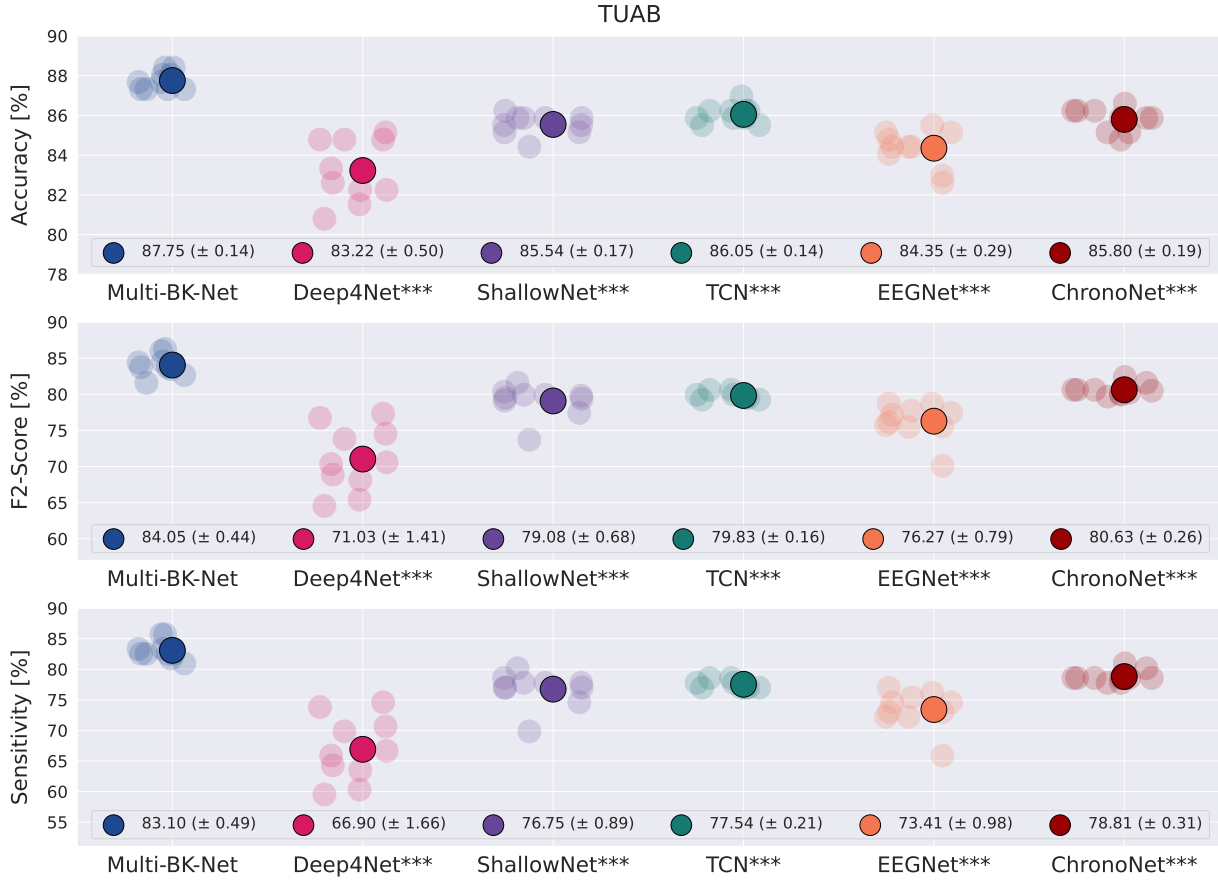 TUAB
Accuracy [%]
90
88
86
84
82
80
78
87.75 (± 0.14) 83.22 (± 0.50) 85.54 (± 0.17) 86.05 (± 0.14) 84.35 (± 0.29) 85.80 (± 0.19)
Multi-BK-Net Deep4Net*** ShallowNet*** TCN*** EEGNet*** ChronoNet***
F2-Score [%]
90
85
80
75
70
65
60
84.05 (± 0.44) 71.03 (± 1.41) 79.08 (± 0.68) 79.83 (± 0.16) 76.27 (± 0.79) 80.63 (± 0.26)
Multi-BK-Net Deep4Net*** ShallowNet*** TCN*** EEGNet*** ChronoNet***
Sensitivity [%]
90
85
80
75
70
65
60
55
83.10 (± 0.49) 66.90 (± 1.66) 76.75 (± 0.89) 77.54 (± 0.21) 73.41 (± 0.98) 78.81 (± 0.31)
Multi-BK-Net Deep4Net*** ShallowNet*** TCN*** EEGNet*** ChronoNet***